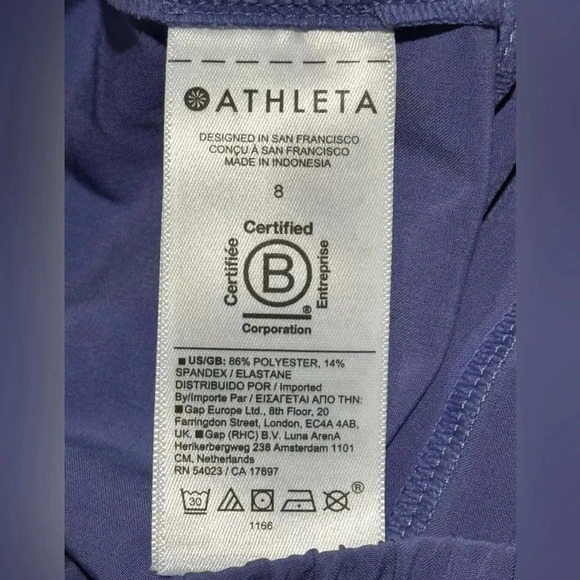 ATHLETA
DESIGNED IN SAN FRANCISCO
CONÇU À SAN FRANCISCO
MADE IN INDONESIA
8
Certified
Certifiée
B
Entreprise
®
Corporation
US/GB: 86% POLYESTER, 14%
SPANDEX / ELASTANE
DISTRIBUIDO POR / Imported
By/Importe Par / ΕΙΣΑΓΕΤΑΙ ΑΠΟ ΤΗΝ:
Gap Europe Ltd., 8th Floor, 20
Farringdon Street, London, EC4A 4AB,
UK. Gap (RHC) B.V. Luna ArenA
Herikerbergweg 238 Amsterdam 1101
CM. Netherlands
RN 54023 / CA 17897
30
®
1166